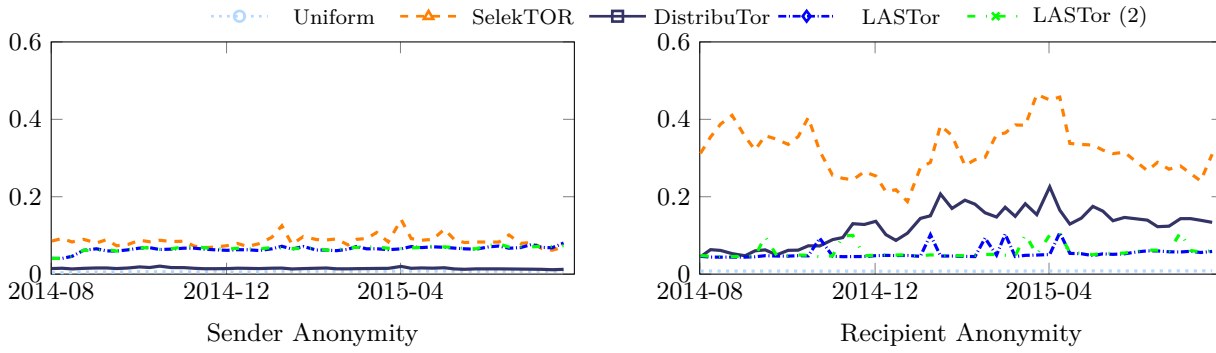 Uniform SelekTOR DistribuTor LASTor LASTor (2)
0.6
0.4
0.2
0
2014-08 2014-12 2015-04
Sender Anonymity
0.6
0.4
0.2
0
2014-08 2014-12 2015-04
Recipient Anonymity